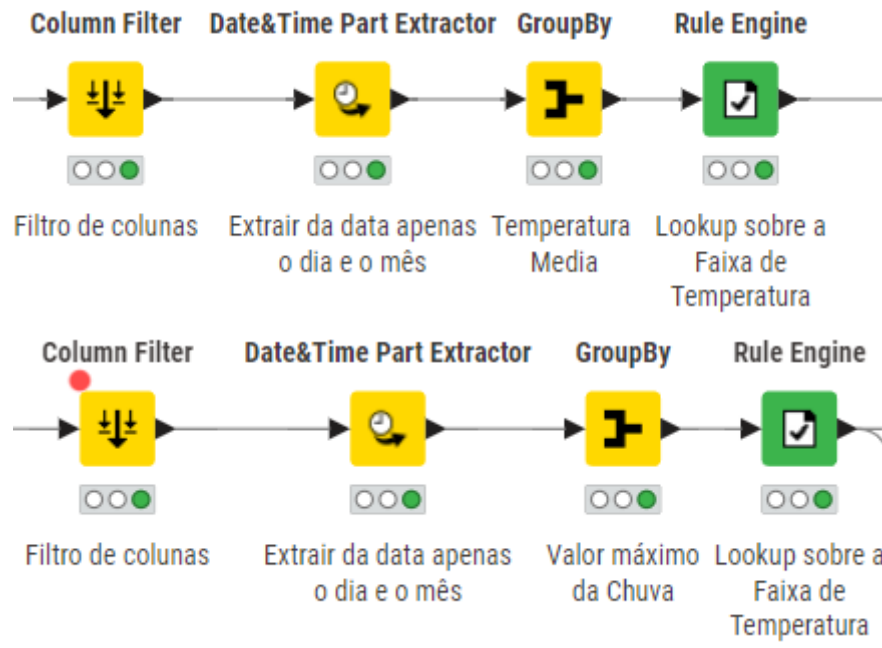 Column Filter Date&Time Part Extractor GroupBy Rule Engine
Filtro de colunas Extrair da data apenas Temperatura Lookup sobre a
o dia e o mês Media Faixa de
Temperatura
Column Filter Date&Time Part Extractor GroupBy Rule Engine
Filtro de colunas Extrair da data apenas Valor máximo Lookup sobre a
o dia e o mês da Chuva Faixa de
Temperatura